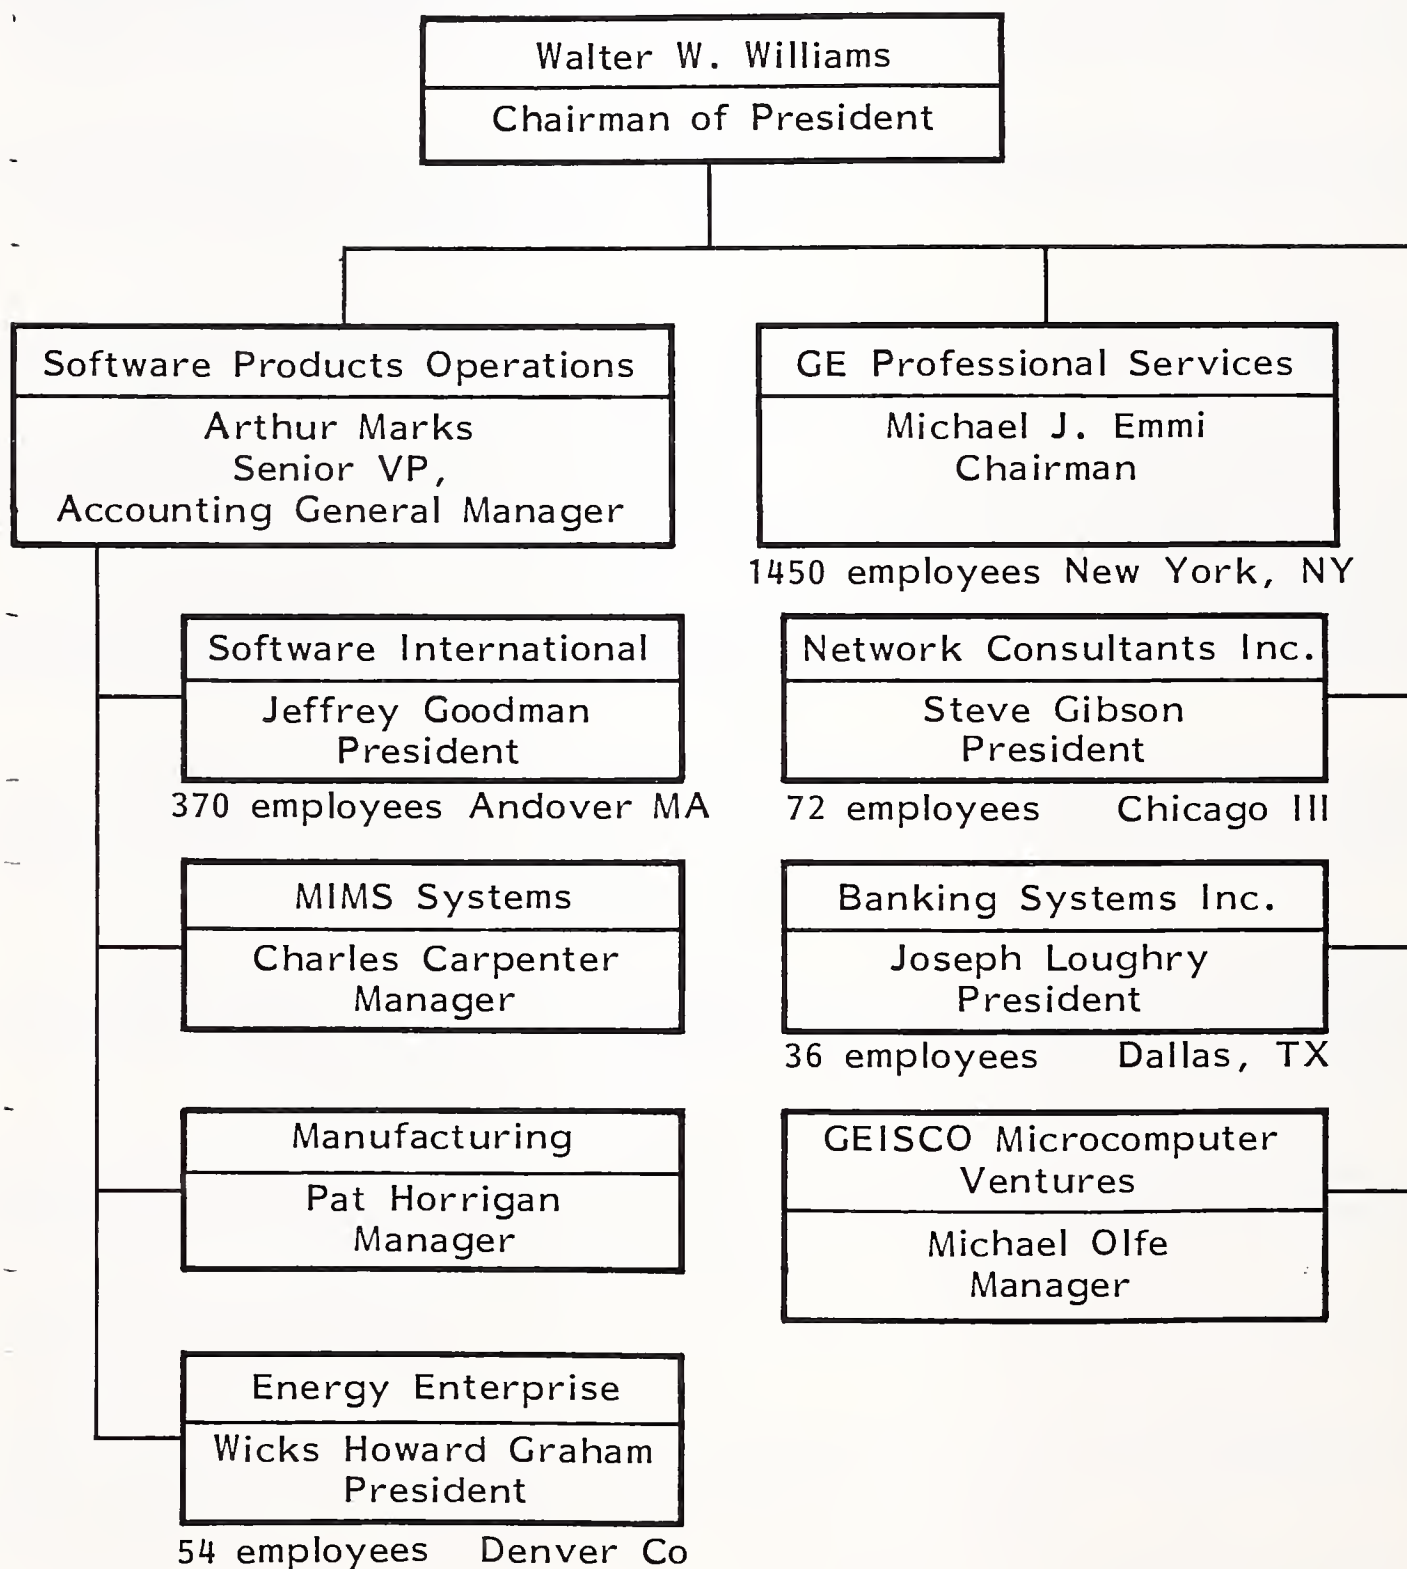 Walter W. Williams
Chairman of President
Software Products Operations
Arthur Marks
Senior VP,
Accounting General Manager
GE Professional Services
Michael J. Emmi
Chairman
1450 employees New York, NY
Software International
Jeffrey Goodman
President
370 employees Andover MA
MIMS Systems
Charles Carpenter
Manager
Manufacturing
Pat Horrigan
Manager
Energy Enterprise
Wicks Howard Graham
President
54 employees Denver Co
Network Consultants Inc.
Steve Gibson
President
72 employees Chicago Ill
Banking Systems Inc.
Joseph Loughry
President
36 employees Dallas, TX
GEISCO Microcomputer
Ventures
Michael Olfe
Manager